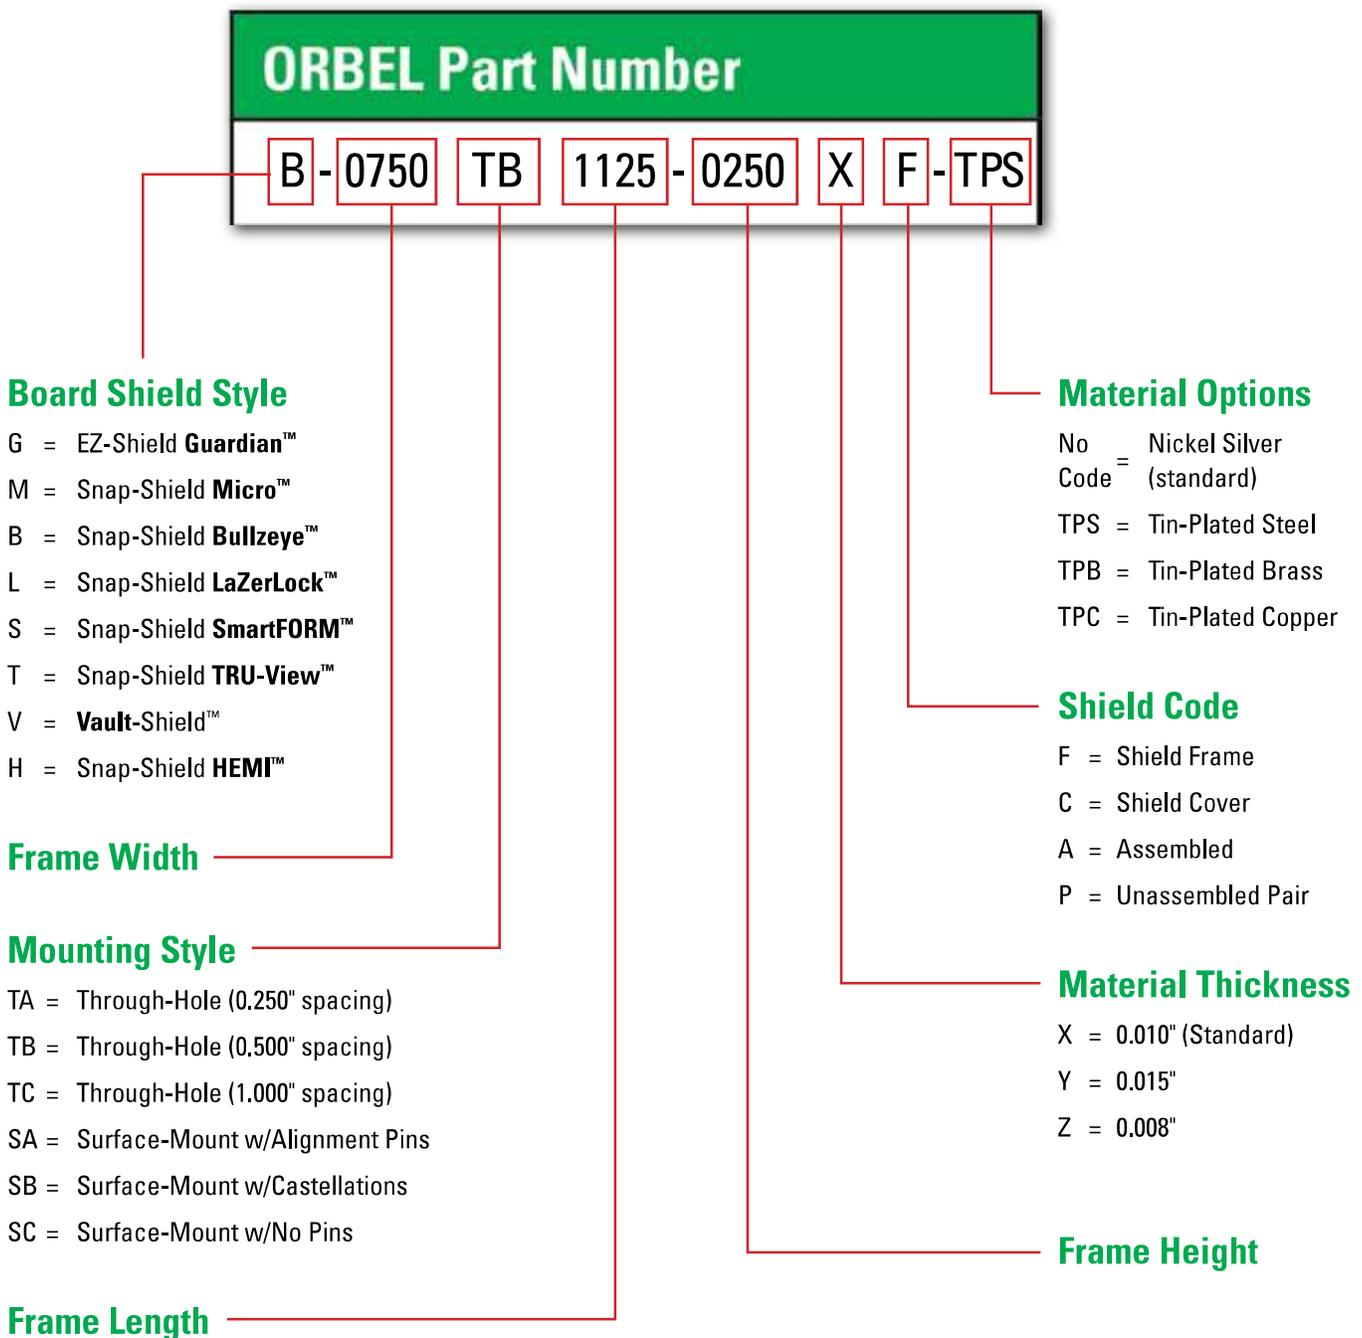 ORBEL Part Number
B - 0750 TB 1125 - 0250 X F - TPS
Board Shield Style
G = EZ-Shield Guardian™
M = Snap-Shield Micro™
B = Snap-Shield Bullzeye™
L = Snap-Shield LaZerLock™
S = Snap-Shield SmartFORM™
T = Snap-Shield TRU-View™
V = Vault-Shield™
H = Snap-Shield HEMI™
Frame Width
Mounting Style
TA = Through-Hole (0.250" spacing)
TB = Through-Hole (0.500" spacing)
TC = Through-Hole (1.000" spacing)
SA = Surface-Mount w/Alignment Pins
SB = Surface-Mount w/Castellations
SC = Surface-Mount w/No Pins
Frame Length
Material Options
No Code = Nickel Silver (standard)
TPS = Tin-Plated Steel
TPB = Tin-Plated Brass
TPC = Tin-Plated Copper
Shield Code
F = Shield Frame
C = Shield Cover
A = Assembled
P = Unassembled Pair
Material Thickness
X = 0.010" (Standard)
Y = 0.015"
Z = 0.008"
Frame Height